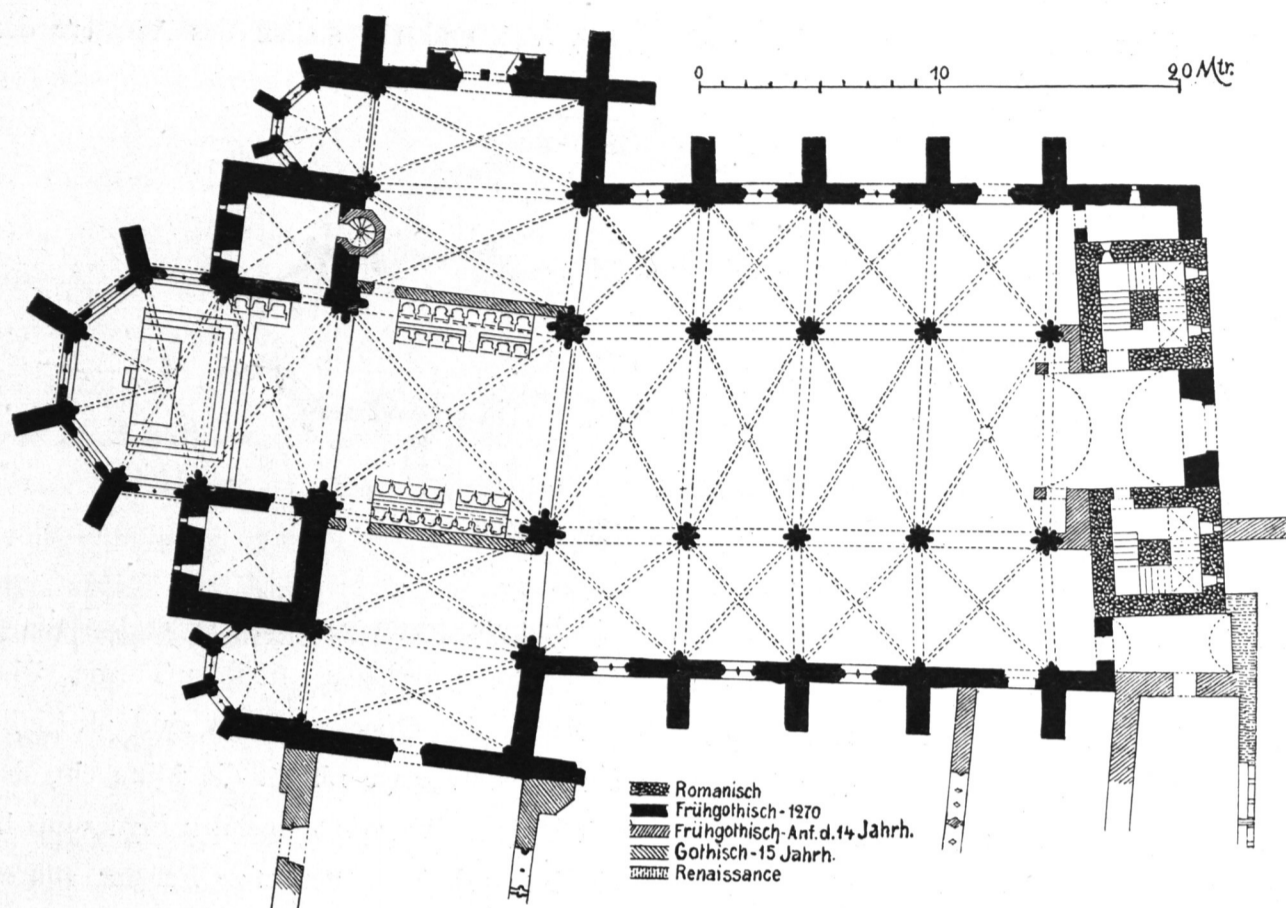 0 10 20 Mtr.
Romanisch
Frühgothisch-1270
Frühgothisch-Anf.d.14 Jahrh.
Gothisch-15 Jahrh.
Renaissance